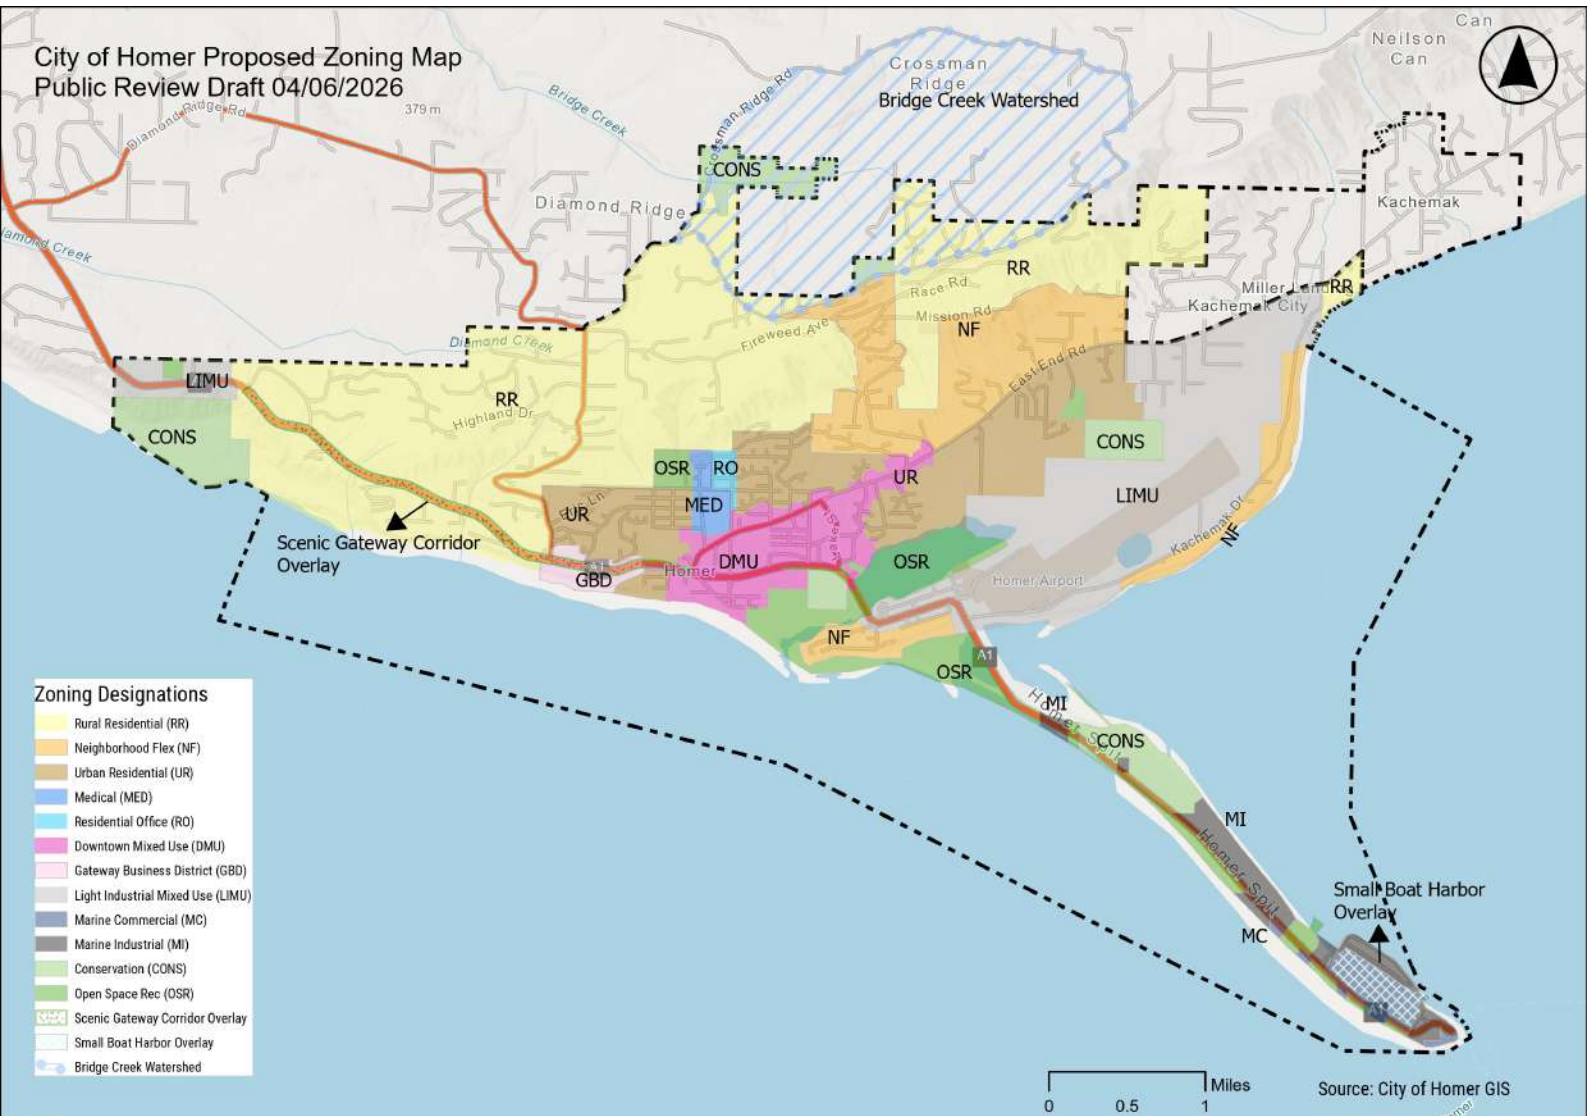 City of Homer Proposed Zoning Map
Public Review Draft 04/06/2026
Diamond Ridge Rd
379 m
Bridge Creek
Crossman Ridge Rd
Crossman
Ridge
Bridge Creek Watershed
Can
Neilson
Can
CONS
Diamond Ridge
Kachemak
Diamond Creek
RR
Race Rd
Mission Rd
Miller Land
RR
Kachemak City
Fireweed Ave
NF
Diamond Creek
East End Rd
LIMU
RR
Highland Dr
CONS
CONS
OSR
RO
UR
MED
LIMU
UR
Scenic Gateway Corridor
Overlay
Kachemak Dr
NF
A1
GBD
Homer
DMU
OSR
Homer Airport
NF
OSR
A1
Homer Spit
MI
CONS
MI
Homer Spit
MC
Small Boat Harbor
Overlay
A1
Zoning Designations
Rural Residential (RR)
Neighborhood Flex (NF)
Urban Residential (UR)
Medical (MED)
Residential Office (RO)
Downtown Mixed Use (DMU)
Gateway Business District (GBD)
Light Industrial Mixed Use (LIMU)
Marine Commercial (MC)
Marine Industrial (MI)
Conservation (CONS)
Open Space Rec (OSR)
Scenic Gateway Corridor Overlay
Small Boat Harbor Overlay
Bridge Creek Watershed
Miles
0 0.5 1
Source: City of Homer GIS